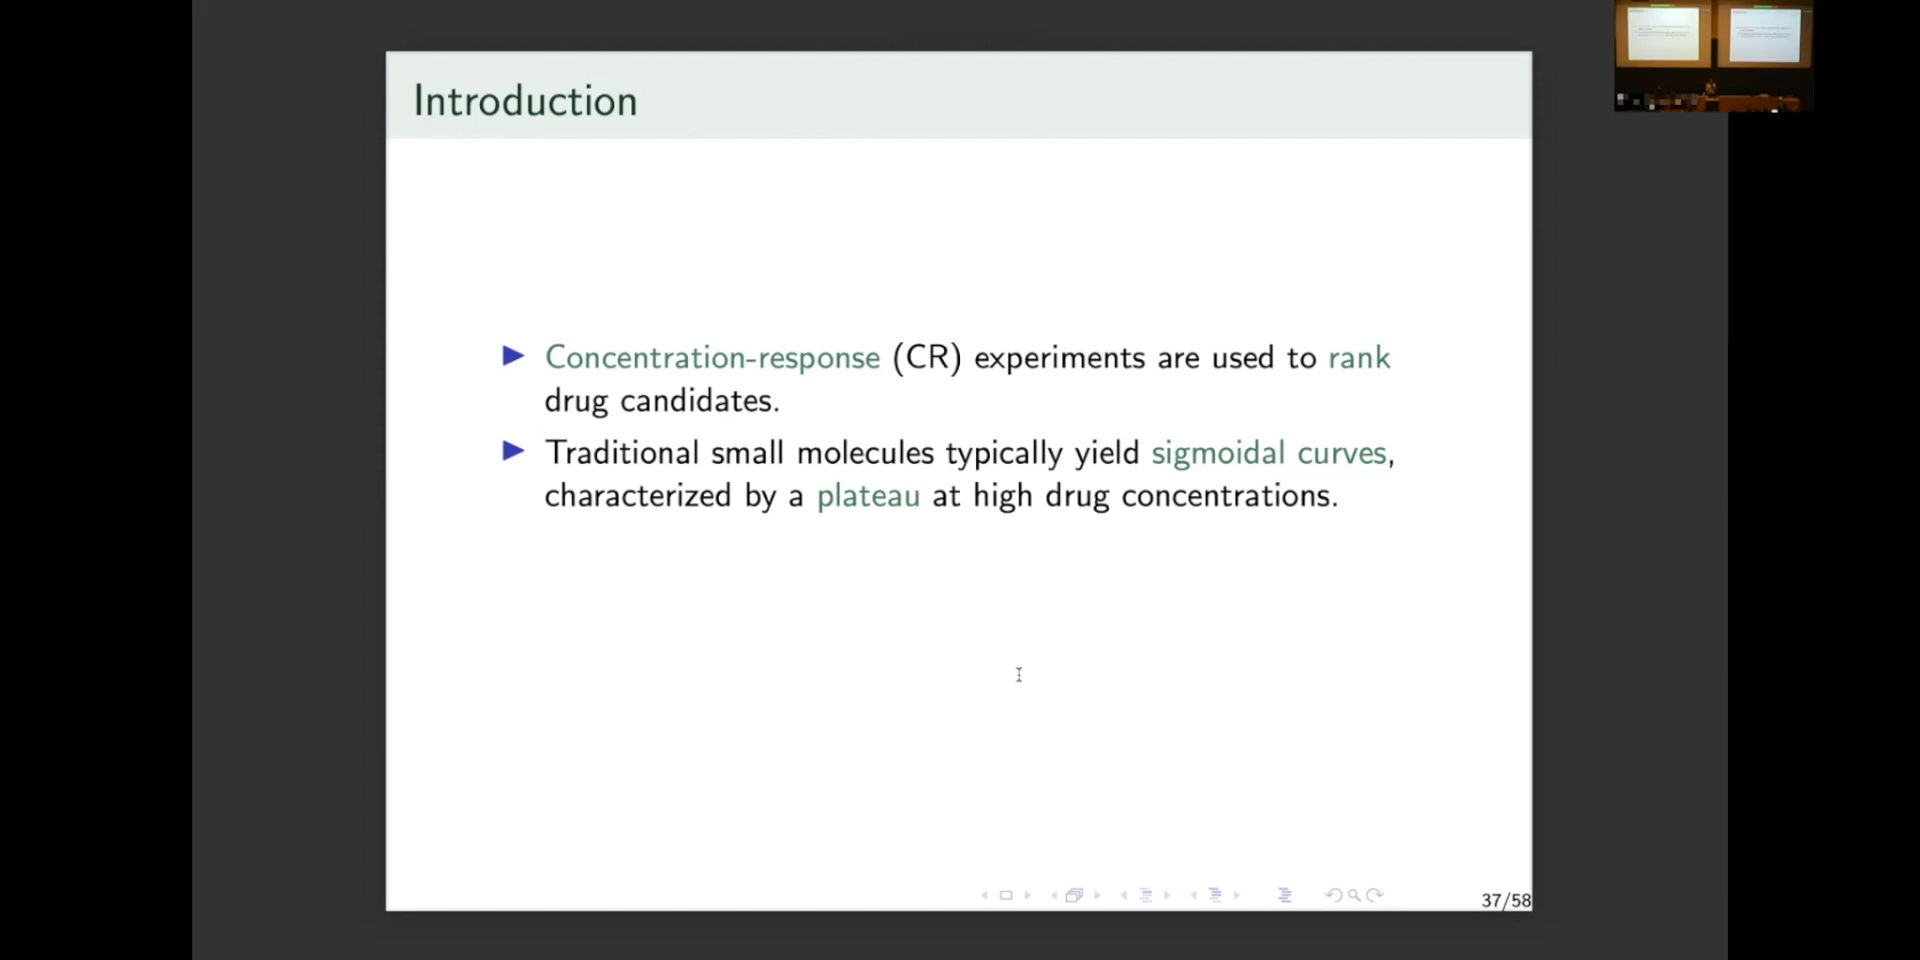 Introduction
Concentration-response (CR) experiments are used to rank
drug candidates.
Traditional small molecules typically yield sigmoidal curves,
characterized by a plateau at high drug concentrations.
37/58